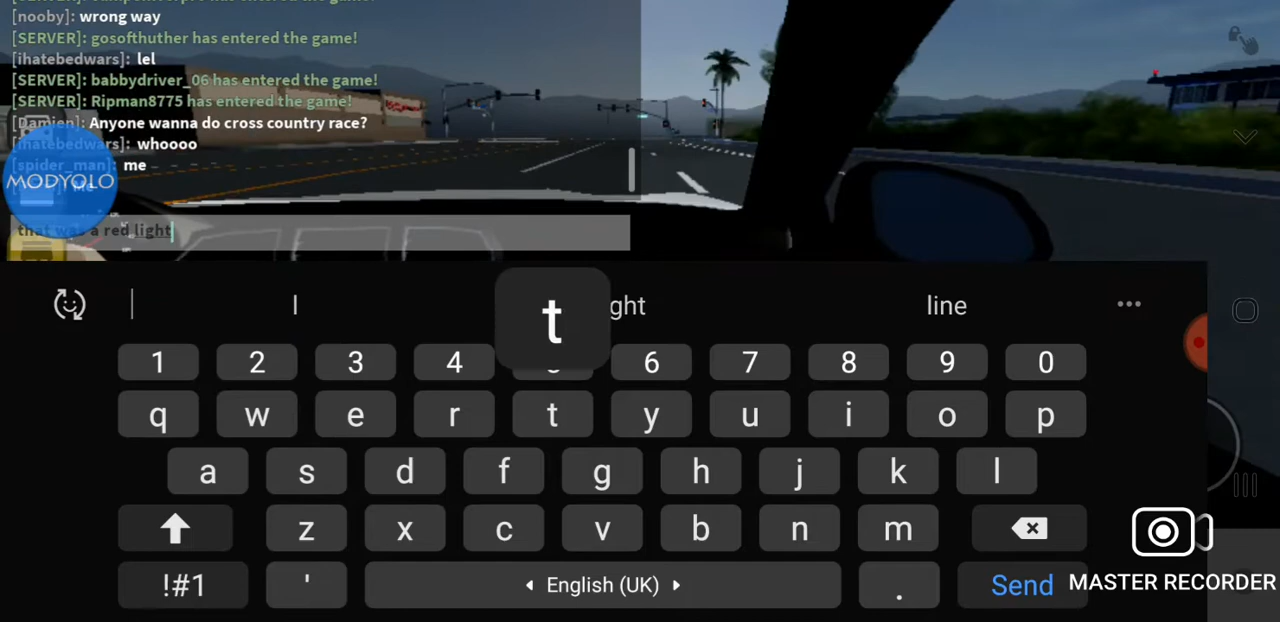 [nooby]: wrong way
[SERVER]: gosofthuther has entered the game!
[ihatebedwars]: lel
[SERVER]: babbydriver_06 has entered the game!
[SERVER]: Ripman8775 has entered the game!
[Damien]: Anyone wanna do cross country race?
[ihatebedwars]: whoooo
[spider_man]: me
MODYOLO
me
that was a red light
I
t
ght
line
•••
1 2 3 4 6 7 8 9 0
q w e r t y u i o p
a s d f g h j k l
z x c v b n m
!#1 ' English (UK) . Send
MASTER RECORDER